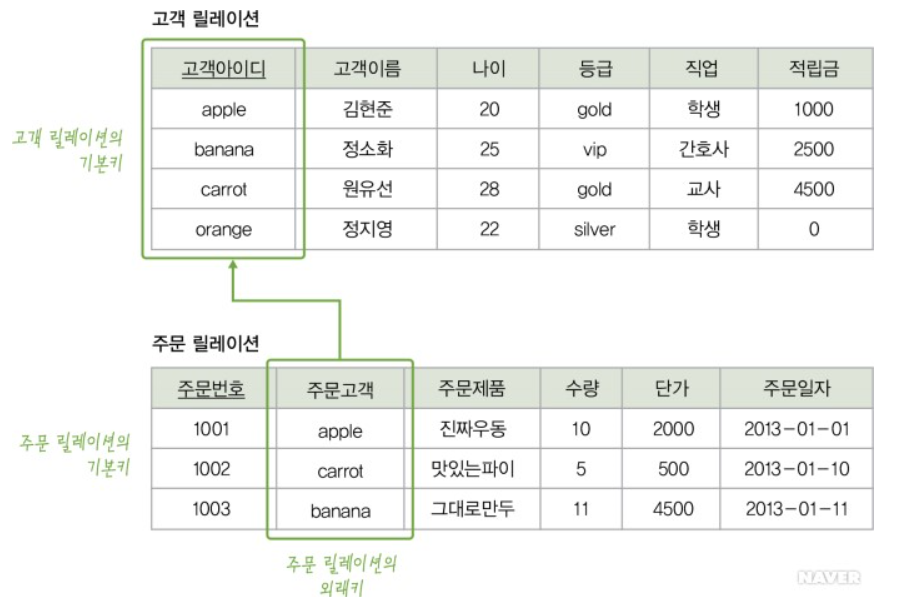 고객 릴레이션
고객아이디 고객이름 나이 등급 직업 적립금
apple 김현준 20 gold 학생 1000
고객 릴레이션의
기본키
banana 정소화 25 vip 간호사 2500
carrot 원유선 28 gold 교사 4500
orange 정지영 22 silver 학생 0
주문 릴레이션
주문번호 주문고객 주문제품 수량 단가 주문일자
1001 apple 진짜우동 10 2000 2013-01-01
주문 릴레이션의
기본키
1002 carrot 맛있는파이 5 500 2013-01-10
1003 banana 그대로만두 11 4500 2013-01-11
주문 릴레이션의
외래키
NAVER